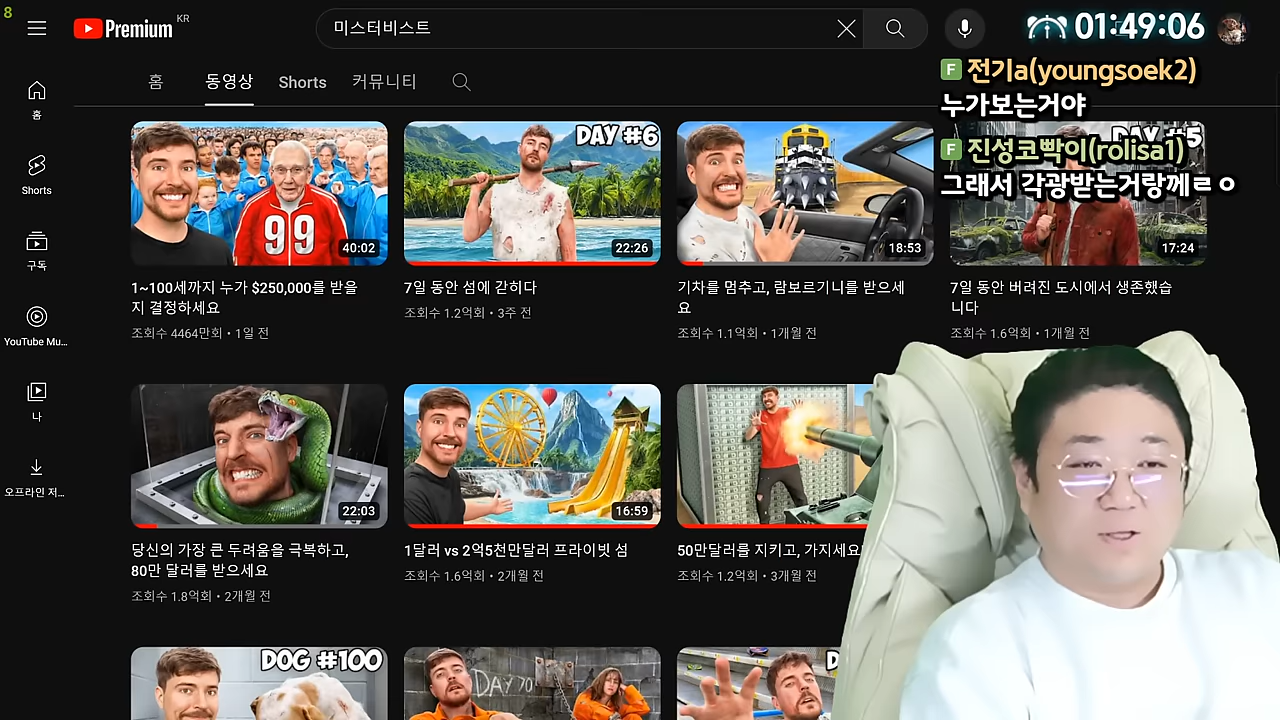 8
Premium KR
미스터비스트
01:49:06
홈
동영상
Shorts
커뮤니티
F 전기a(youngsoek2)
누가보는거야
F 진성코빡이(rolisa1)
그래서 각광받는거랑께ㄹㅇ
홈
Shorts
구독
YouTube Mu...
나
오프라인 저...
99
40:02
1~100세까지 누가 $250,000를 받을
지 결정하세요
조회수 4464만회 • 1일 전
DAY #6
22:26
7일 동안 섬에 갇히다
조회수 1.2억회 • 3주 전
18:53
기차를 멈추고, 람보르기니를 받으세
요
조회수 1.1억회 • 1개월 전
DAY #5
17:24
7일 동안 버려진 도시에서 생존했습
니다
조회수 1.6억회 • 1개월 전
22:03
당신의 가장 큰 두려움을 극복하고,
80만 달러를 받으세요
조회수 1.8억회 • 2개월 전
16:59
1달러 vs 2억5천만달러 프라이빗 섬
조회수 1.6억회 • 2개월 전
50만달러를 지키고, 가지세요
조회수 1.2억회 • 3개월 전
DOG #100
DAY 70
D